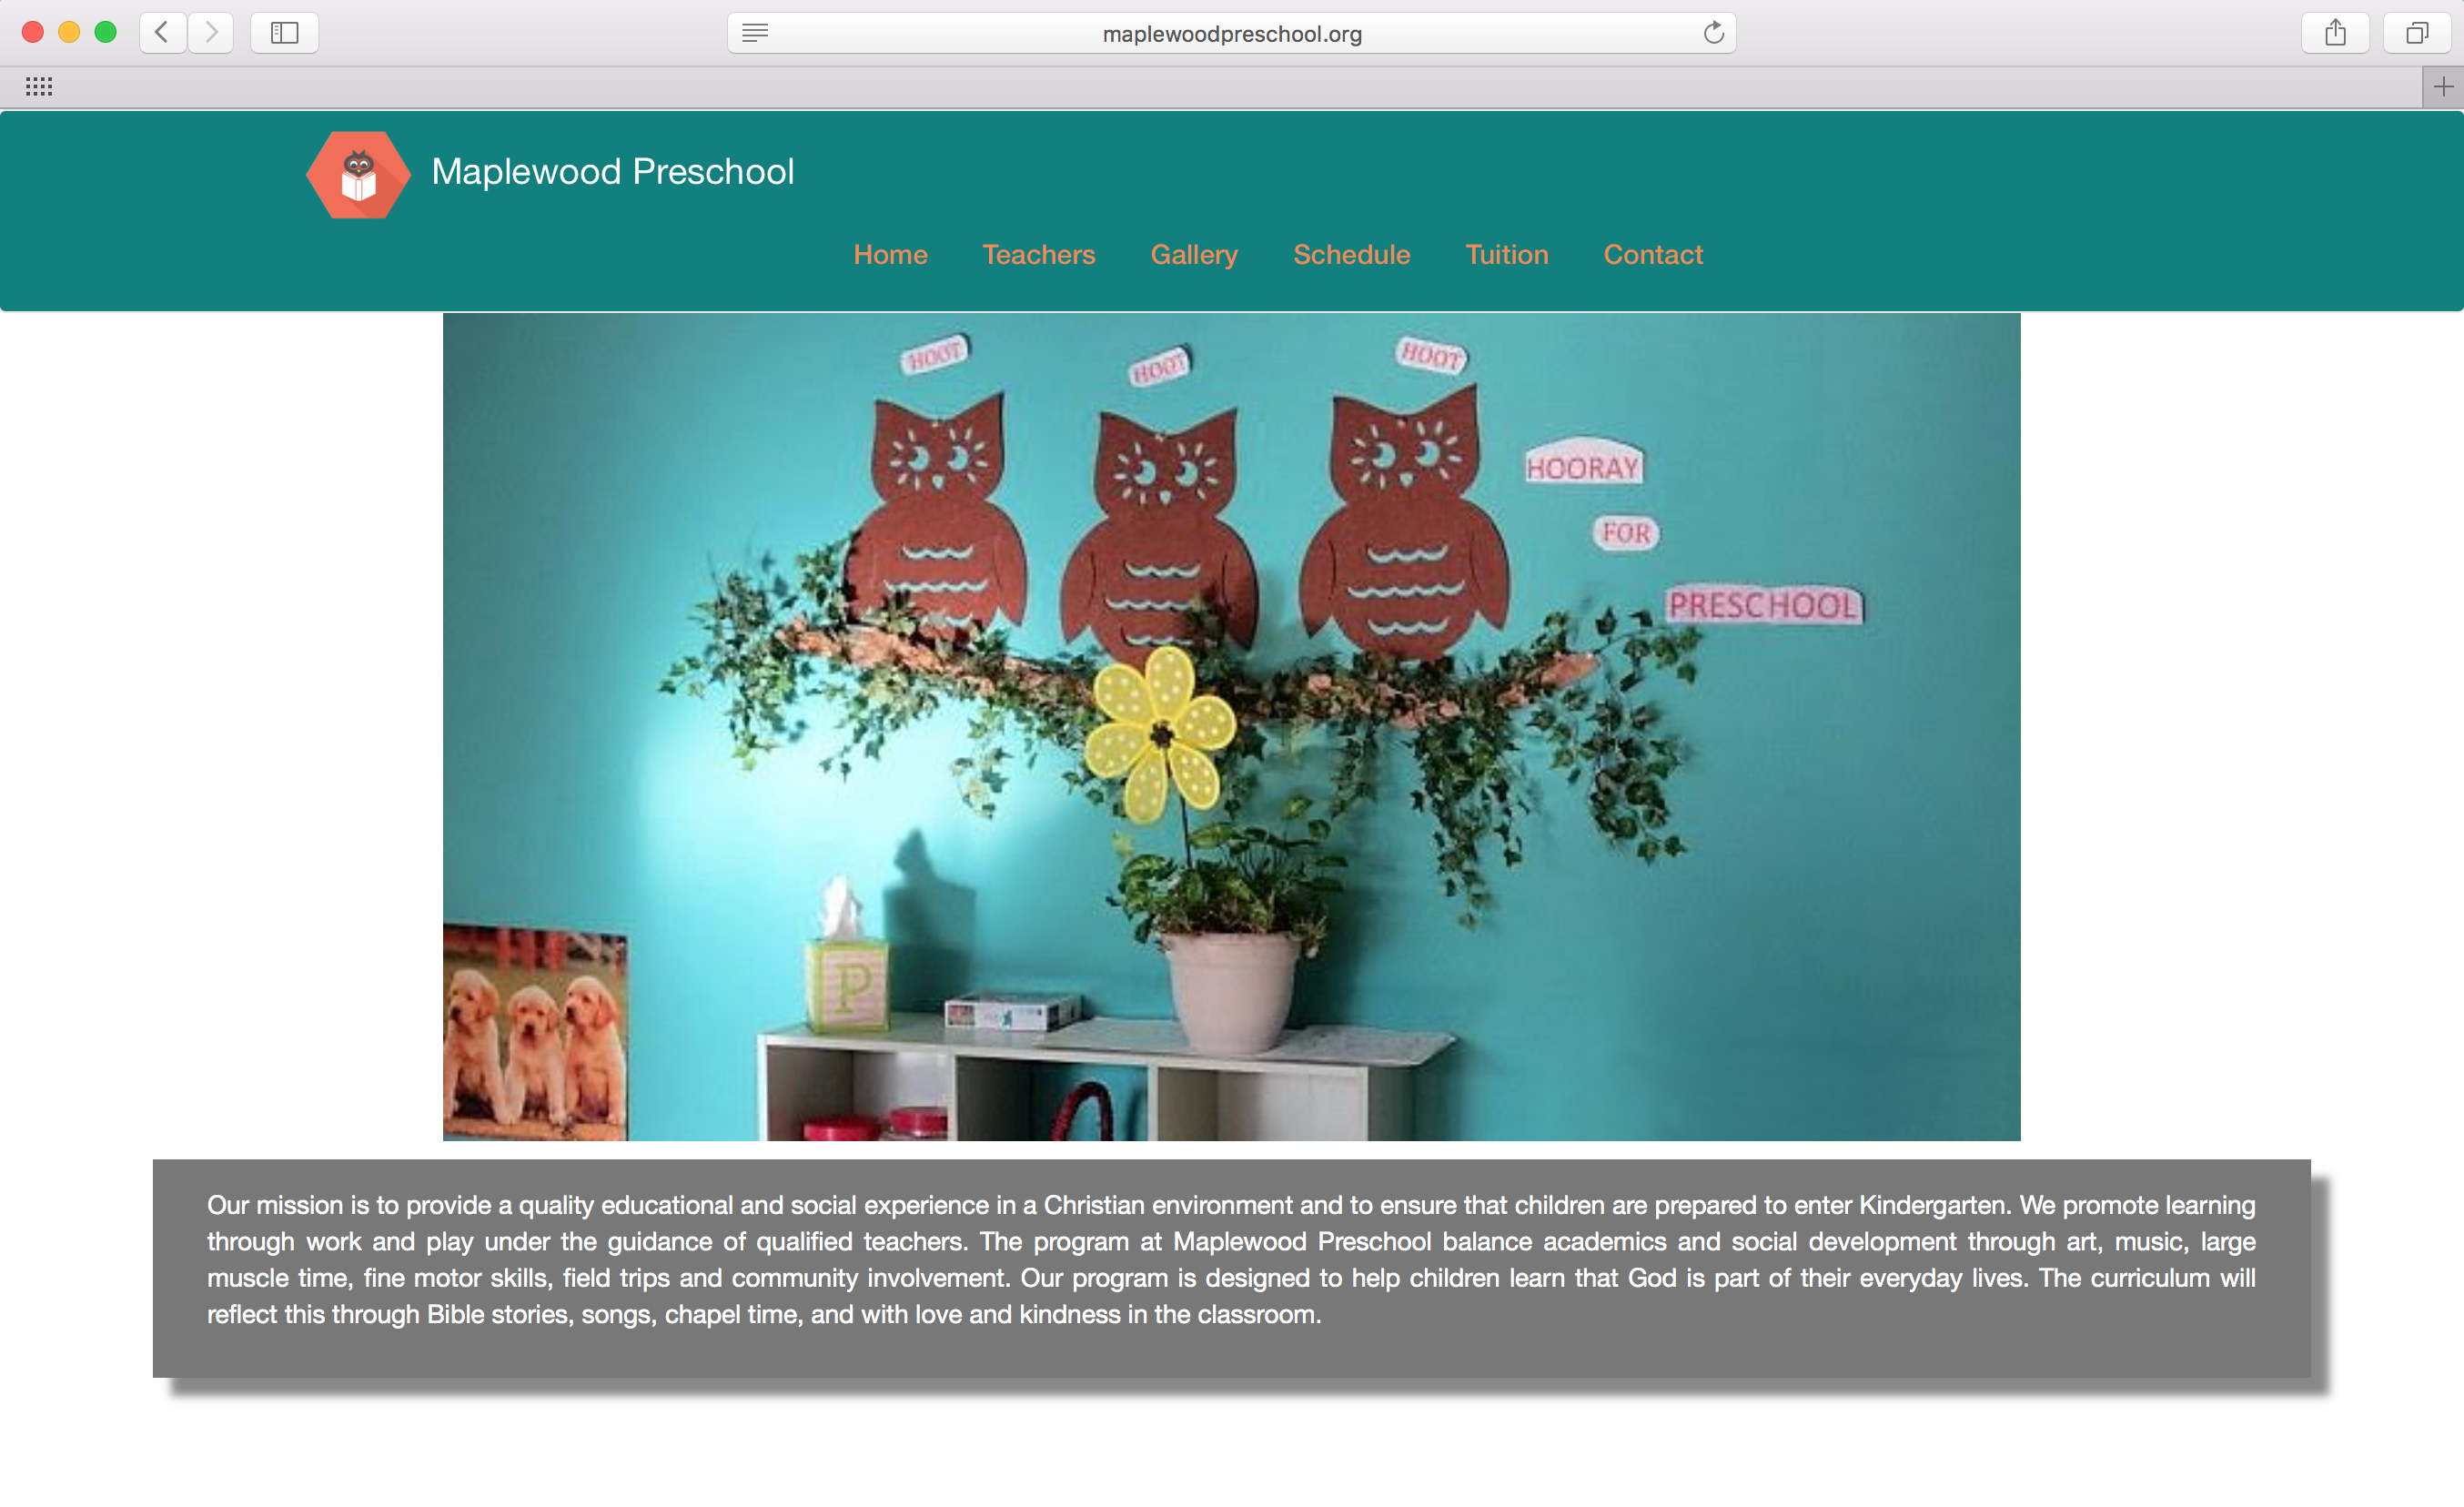 maplewoodpreschool.org
Maplewood Preschool
Home Teachers Gallery Schedule Tuition Contact
HOOT HOOT HOOT
HOORAY
FOR
PRESCHOOL
P
Our mission is to provide a quality educational and social experience in a Christian environment and to ensure that children are prepared to enter Kindergarten. We promote learning
through work and play under the guidance of qualified teachers. The program at Maplewood Preschool balance academics and social development through art, music, large
muscle time, fine motor skills, field trips and community involvement. Our program is designed to help children learn that God is part of their everyday lives. The curriculum will
reflect this through Bible stories, songs, chapel time, and with love and kindness in the classroom.